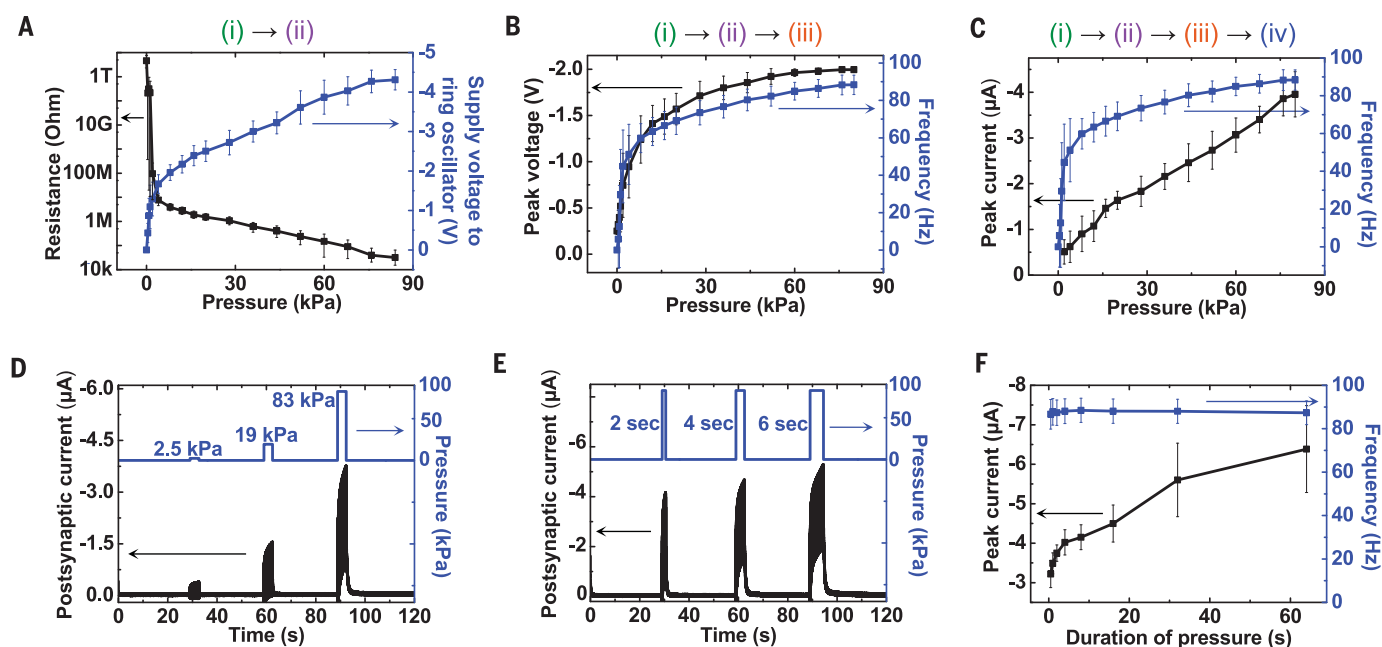 A
(i) → (ii)
Resistance (Ohm)
1T
10G
100M
1M
10k
0
30
60
90
Pressure (kPa)
-5
-4
-3
-2
-1
0
Supply voltage to
ring oscillator (V)
B
(i) → (ii) → (iii)
Peak voltage (V)
-2.0
-1.5
-1.0
-0.5
0.0
0
30
60
90
Pressure (kPa)
100
80
60
40
20
0
Frequency (Hz)
C
(i) → (ii) → (iii) → (iv)
Peak current (µA)
-4
-3
-2
-1
0
0
30
60
90
Pressure (kPa)
100
80
60
40
20
0
Frequency (Hz)
D
Postsynaptic current (µA)
-6.0
-4.5
-3.0
-1.5
0.0
2.5 kPa
19 kPa
83 kPa
0
20
40
60
80
100
120
Time (s)
100
50
0
Pressure (kPa)
E
Postsynaptic current (µA)
-6
-4
-2
0
2 sec
4 sec
6 sec
0
20
40
60
80
100
120
Time (s)
100
50
0
Pressure (kPa)
F
Peak current (µA)
-8
-7
-6
-5
-4
-3
0
20
40
60
Duration of pressure (s)
100
80
60
40
20
0
Frequency (Hz)